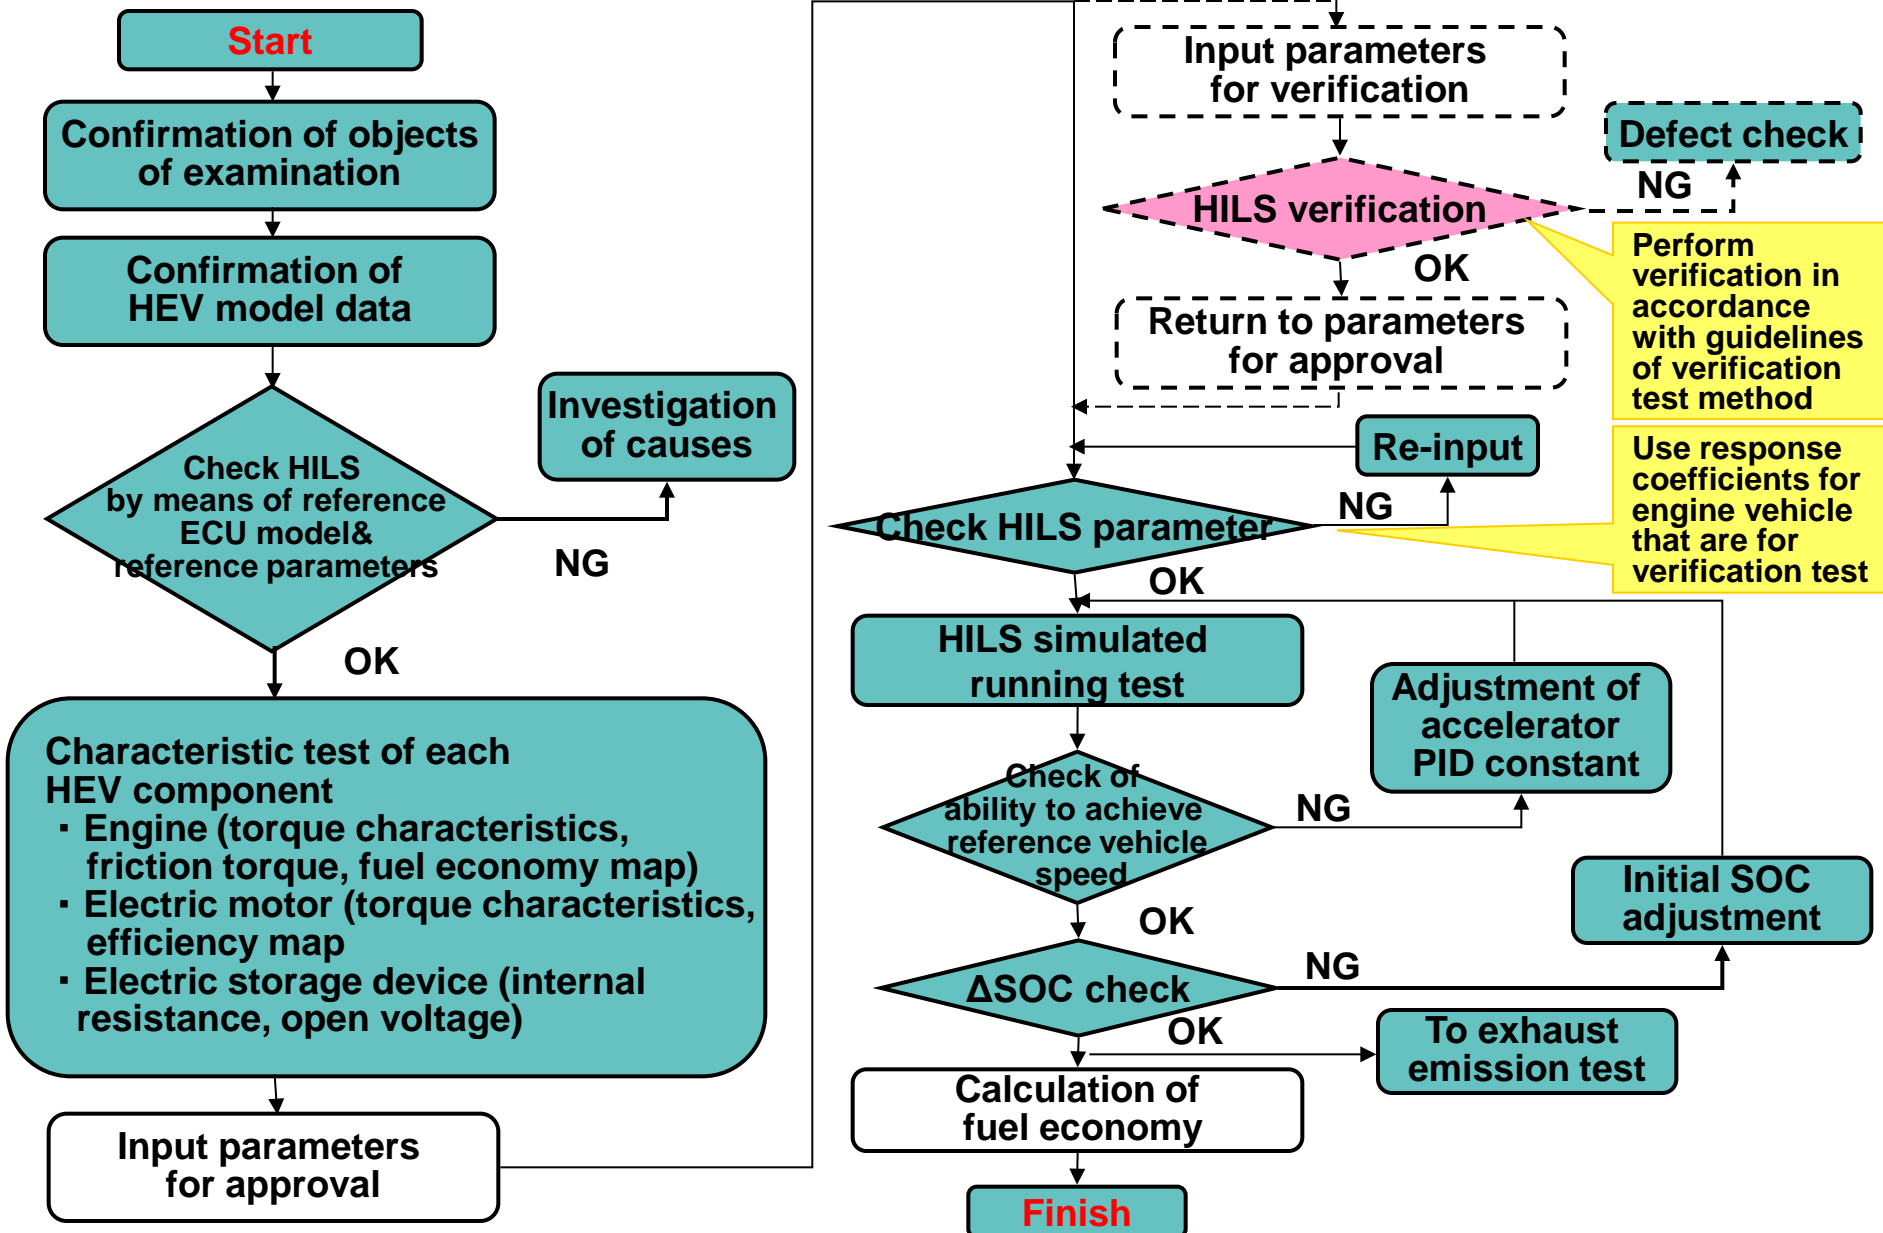 Start
Confirmation of objects
of examination
Confirmation of
HEV model data
Check HILS
by means of reference
ECU model&
reference parameters
Investigation
of causes
NG
OK
Characteristic test of each
HEV component
・Engine (torque characteristics,
friction torque, fuel economy map)
・Electric motor (torque characteristics,
efficiency map
・Electric storage device (internal
resistance, open voltage)
Input parameters
for approval
Input parameters
for verification
HILS verification
Defect check
NG
OK
Perform
verification in
accordance
with guidelines
of verification
test method
Return to parameters
for approval
Re-input
Check HILS parameter
NG
OK
Use response
coefficients for
engine vehicle
that are for
verification test
HILS simulated
running test
Adjustment of
accelerator
PID constant
Check of
ability to achieve
reference vehicle
speed
NG
OK
Initial SOC
adjustment
ΔSOC check
NG
OK
To exhaust
emission test
Calculation of
fuel economy
Finish